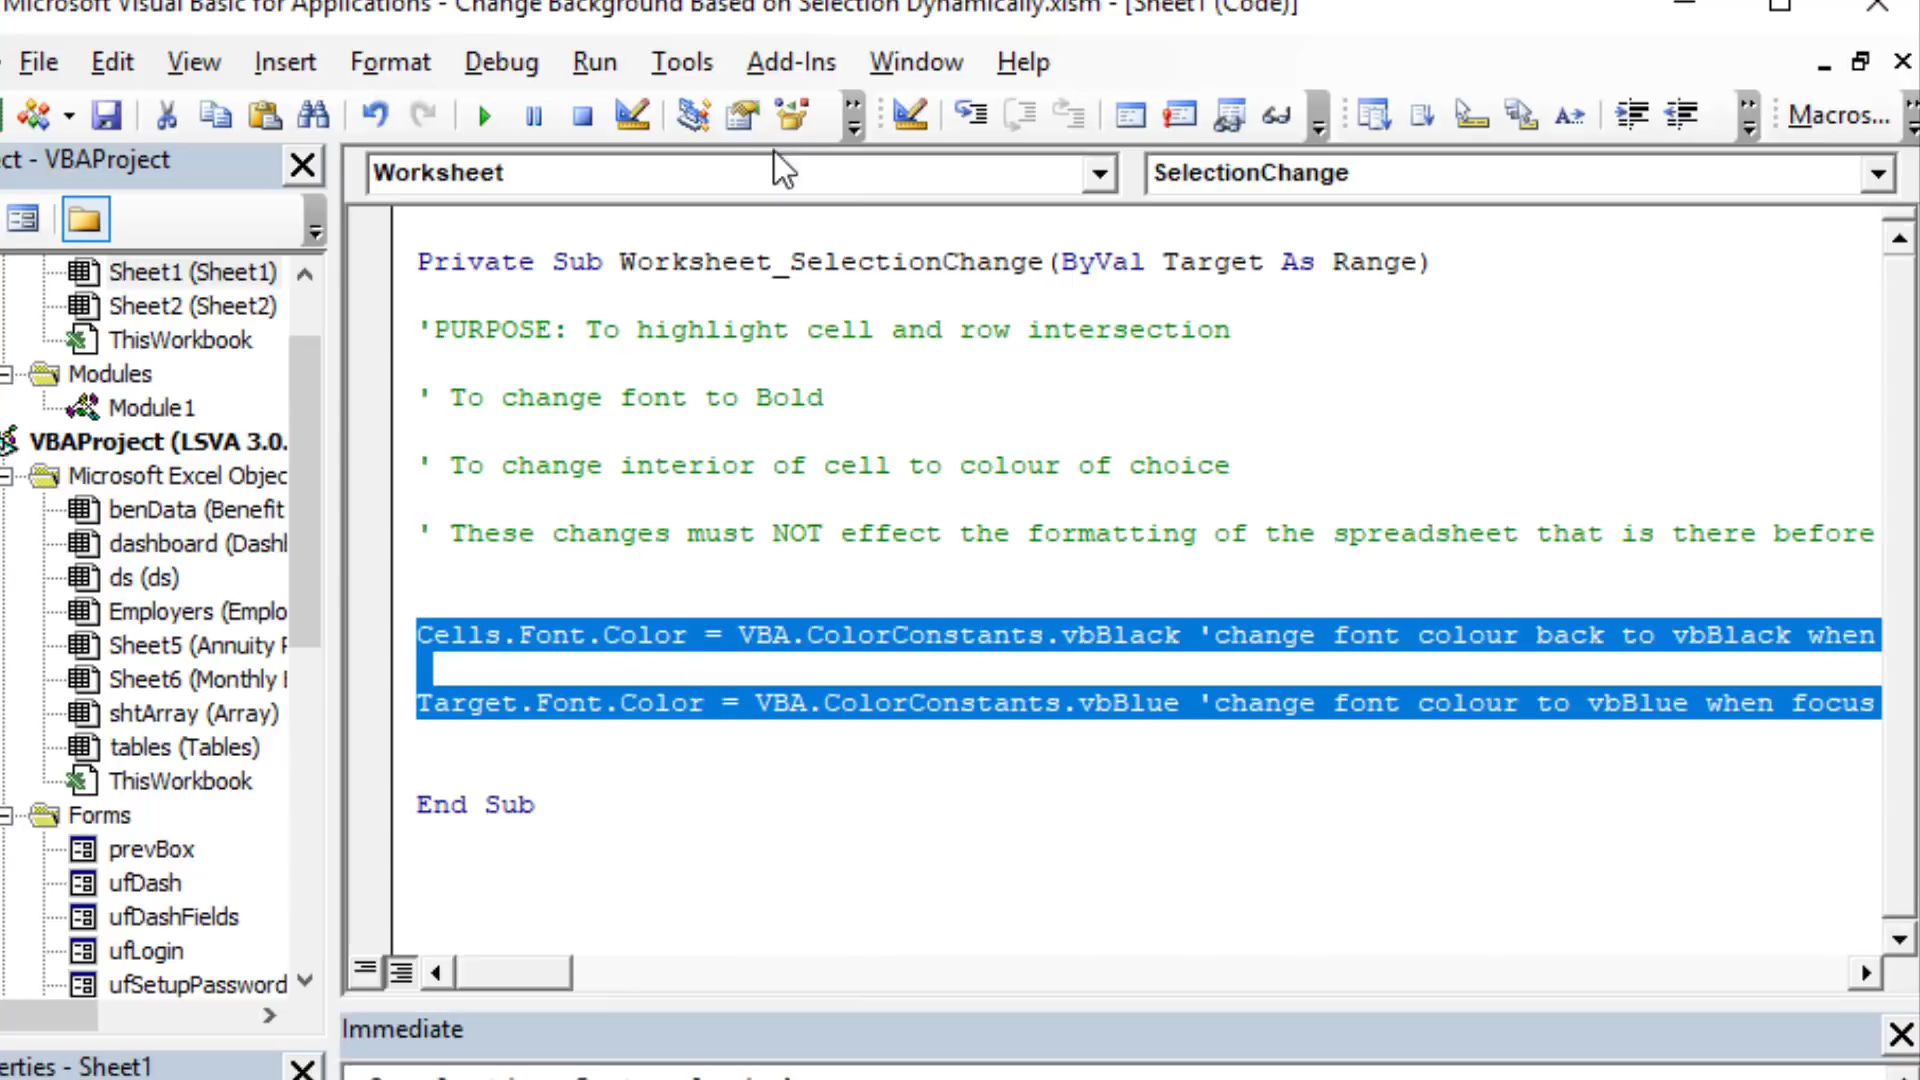 Microsoft Visual Basic for Applications - Change Background Based on Selection Dynamically.xlsm - [Sheet1 (Code)]
File Edit View Insert Format Debug Run Tools Add-Ins Window Help
Macros...
ct - VBAProject
Worksheet
SelectionChange
Sheet1 (Sheet1)
Sheet2 (Sheet2)
ThisWorkbook
Modules
Module1
VBAProject (LSVA 3.0.
Microsoft Excel Objec
benData (Benefit
dashboard (Dashl
ds (ds)
Employers (Emplo
Sheet5 (Annuity F
Sheet6 (Monthly I
shtArray (Array)
tables (Tables)
ThisWorkbook
Forms
prevBox
ufDash
ufDashFields
ufLogin
ufSetupPassword
Private Sub Worksheet_SelectionChange(ByVal Target As Range)
'PURPOSE: To highlight cell and row intersection
' To change font to Bold
' To change interior of cell to colour of choice
' These changes must NOT effect the formatting of the spreadsheet that is there before
Cells.Font.Color = VBA.ColorConstants.vbBlack 'change font colour back to vbBlack when
Target.Font.Color = VBA.ColorConstants.vbBlue 'change font colour to vbBlue when focus
End Sub
Immediate
erties - Sheet1